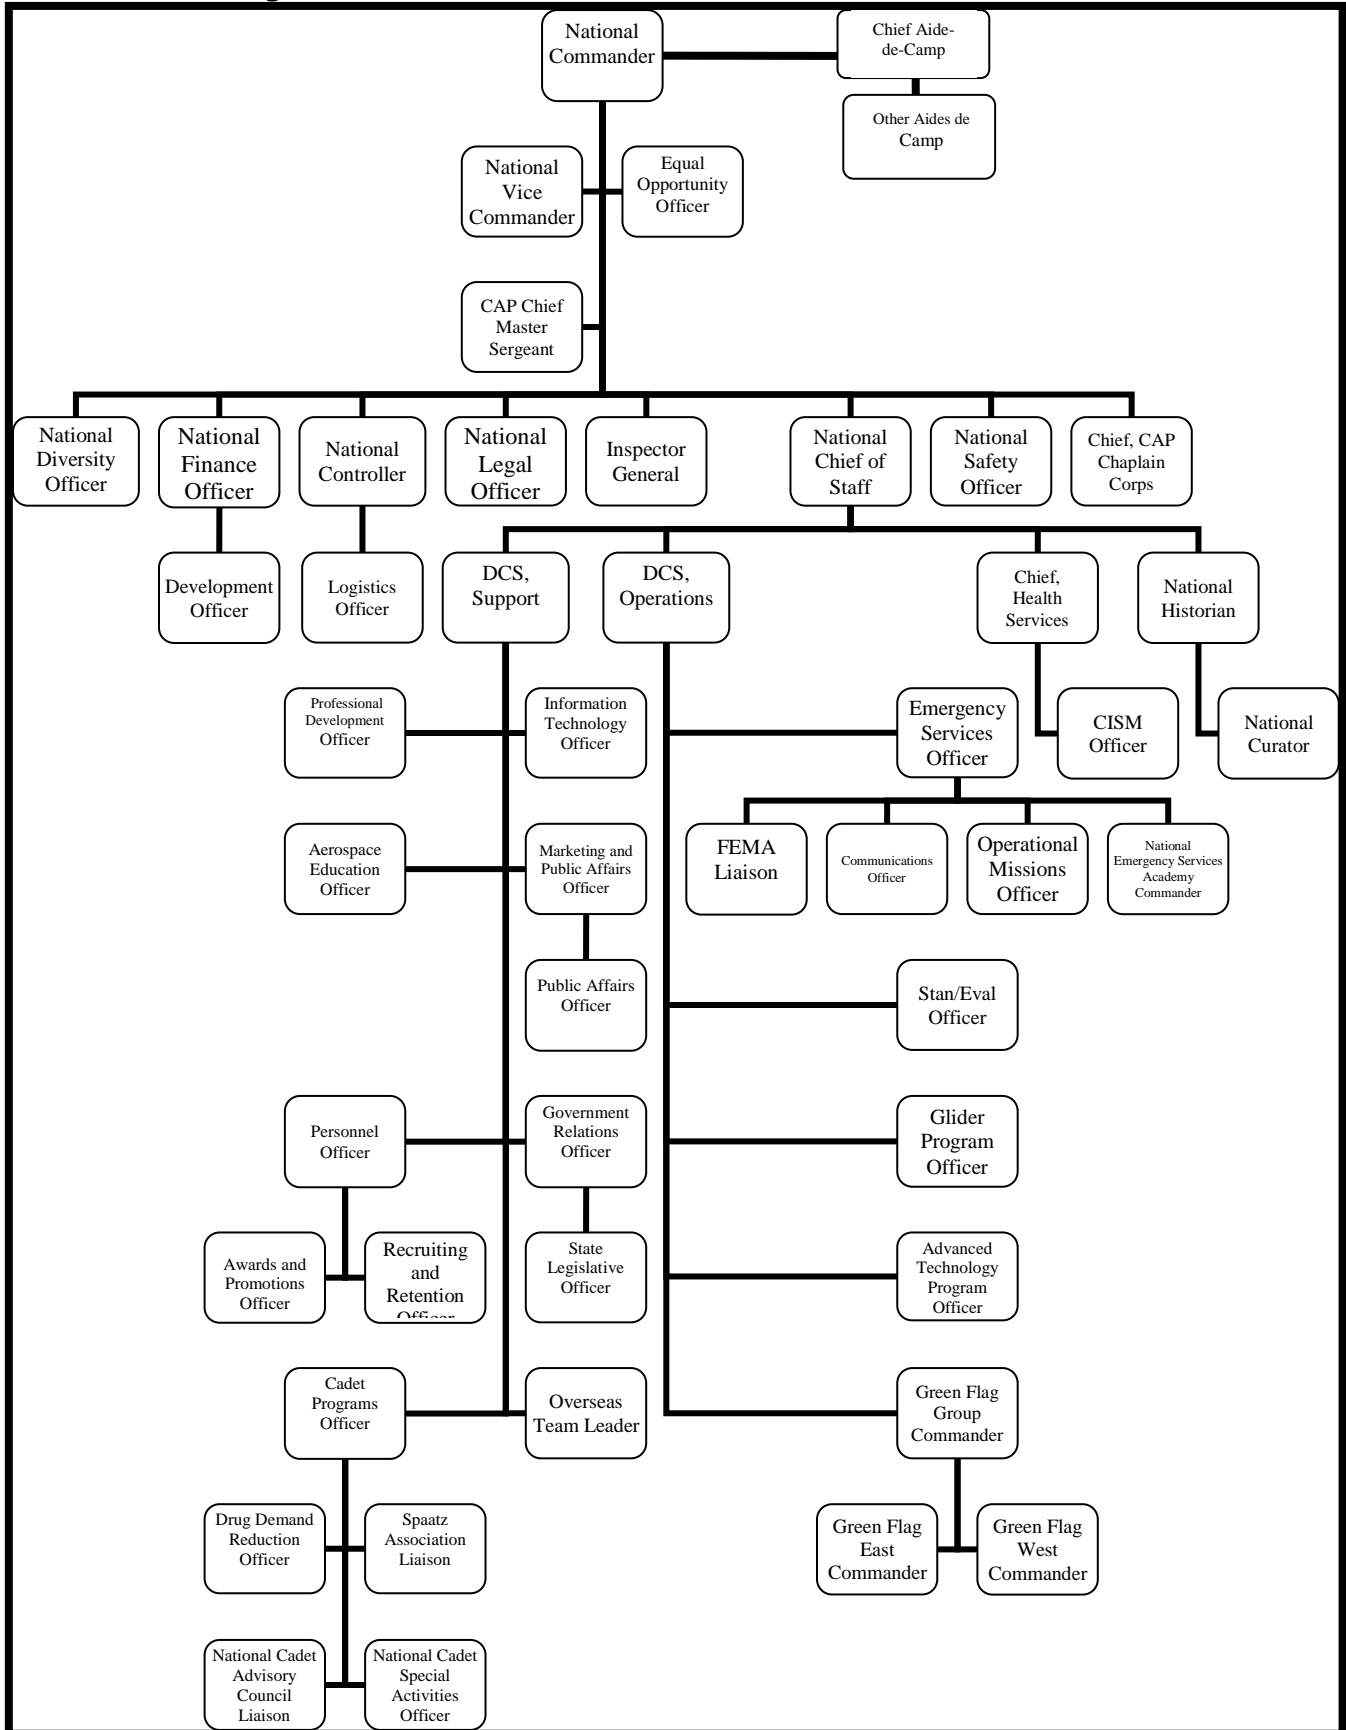 National
Commander
Chief Aide-
de-Camp
Other Aides de
Camp
National
Vice
Commander
Equal
Opportunity
Officer
CAP Chief
Master
Sergeant
National
Diversity
Officer
National
Finance
Officer
National
Controller
National
Legal
Officer
Inspector
General
National
Chief of
Staff
National
Safety
Officer
Chief, CAP
Chaplain
Corps
Development
Officer
Logistics
Officer
DCS,
Support
DCS,
Operations
Chief,
Health
Services
National
Historian
Professional
Development
Officer
Information
Technology
Officer
Emergency
Services
Officer
CISM
Officer
National
Curator
Aerospace
Education
Officer
Marketing and
Public Affairs
Officer
FEMA
Liaison
Communications
Officer
Operational
Missions
Officer
National
Emergency Services
Academy
Commander
Public Affairs
Officer
Stan/Eval
Officer
Personnel
Officer
Government
Relations
Officer
Glider
Program
Officer
Awards and
Promotions
Officer
Recruiting
and
Retention
Officer
State
Legislative
Officer
Advanced
Technology
Program
Officer
Cadet
Programs
Officer
Overseas
Team Leader
Green Flag
Group
Commander
Drug Demand
Reduction
Officer
Spaatz
Association
Liaison
Green Flag
East
Commander
Green Flag
West
Commander
National Cadet
Advisory
Council
Liaison
National Cadet
Special
Activities
Officer